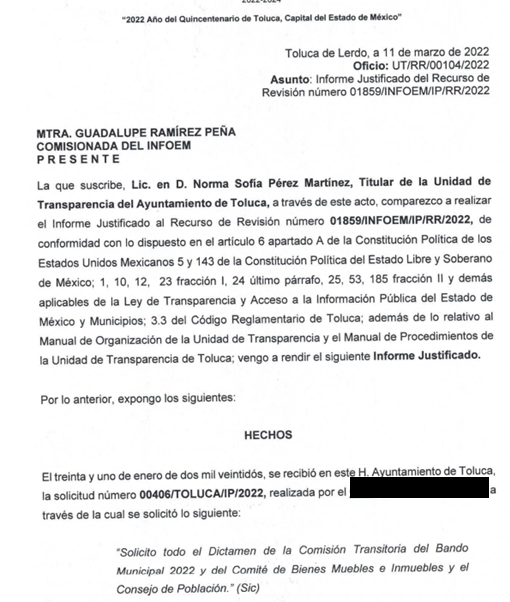 "2022 Año del Quincentenario de Toluca, Capital del Estado de México"
Toluca de Lerdo, a 11 de marzo de 2022
Oficio: UT/RR/00104/2022
Asunto: Informe Justificado del Recurso de
Revisión número 01859/INFOEM/IP/RR/2022
MTRA. GUADALUPE RAMÍREZ PEÑA
COMISIONADA DEL INFOEM
P R E S E N T E
La que suscribe, Lic. en D. Norma Sofía Pérez Martínez, Titular de la Unidad de
Transparencia del Ayuntamiento de Toluca, a través de este acto, comparezco a realizar
el Informe Justificado al Recurso de Revisión número 01859/INFOEM/IP/RR/2022, de
conformidad con lo dispuesto en el artículo 6 apartado A de la Constitución Política de los
Estados Unidos Mexicanos 5 y 143 de la Constitución Política del Estado Libre y Soberano
de México; 1, 10, 12, 23 fracción I, 24 último párrafo, 25, 53, 185 fracción II y demás
aplicables de la Ley de Transparencia y Acceso a la Información Pública del Estado de
México y Municipios; 3.3 del Código Reglamentario de Toluca; además de lo relativo al
Manual de Organización de la Unidad de Transparencia y el Manual de Procedimientos de
la Unidad de Transparencia de Toluca; vengo a rendir el siguiente Informe Justificado.
Por lo anterior, expongo los siguientes:
HECHOS
El treinta y uno de enero de dos mil veintidós, se recibió en este H. Ayuntamiento de Toluca,
la solicitud número 00406/TOLUCA/IP/2022, realizada por el a
través de la cual se solicitó lo siguiente:
"Solicito todo el Dictamen de la Comisión Transitoria del Bando
Municipal 2022 y del Comité de Bienes Muebles e Inmuebles y el
Consejo de Población." (Sic)